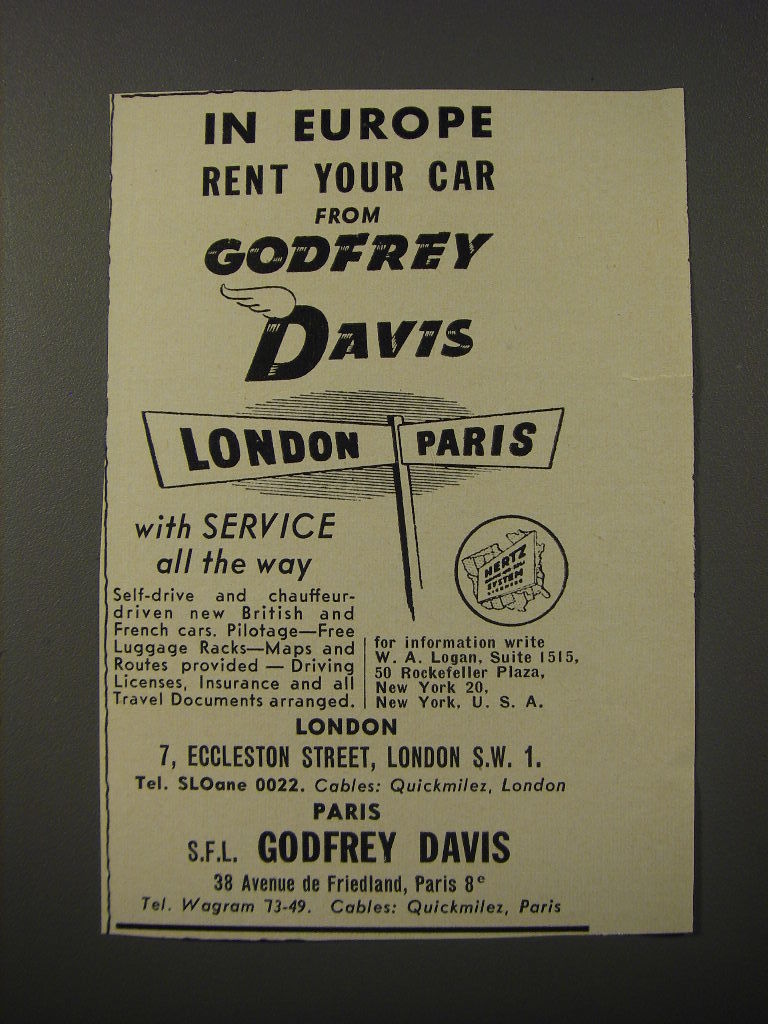 IN EUROPE
RENT YOUR CAR
FROM
GODFREY
DAVIS
LONDON PARIS
with SERVICE
all the way
HERTZ
SYSTEM
Self-drive and chauffeur-
driven new British and
French cars. Pilotage—Free
Luggage Racks—Maps and
Routes provided — Driving
Licenses, Insurance and all
Travel Documents arranged.
for information write
W. A. Logan, Suite 1515,
50 Rockefeller Plaza,
New York 20,
New York, U. S. A.
LONDON
7, ECCLESTON STREET, LONDON S.W. 1.
Tel. SLOane 0022. Cables: Quickmilez, London
PARIS
S.F.L. GODFREY DAVIS
38 Avenue de Friedland, Paris 8e
Tel. Wagram 73-49. Cables: Quickmilez, Paris